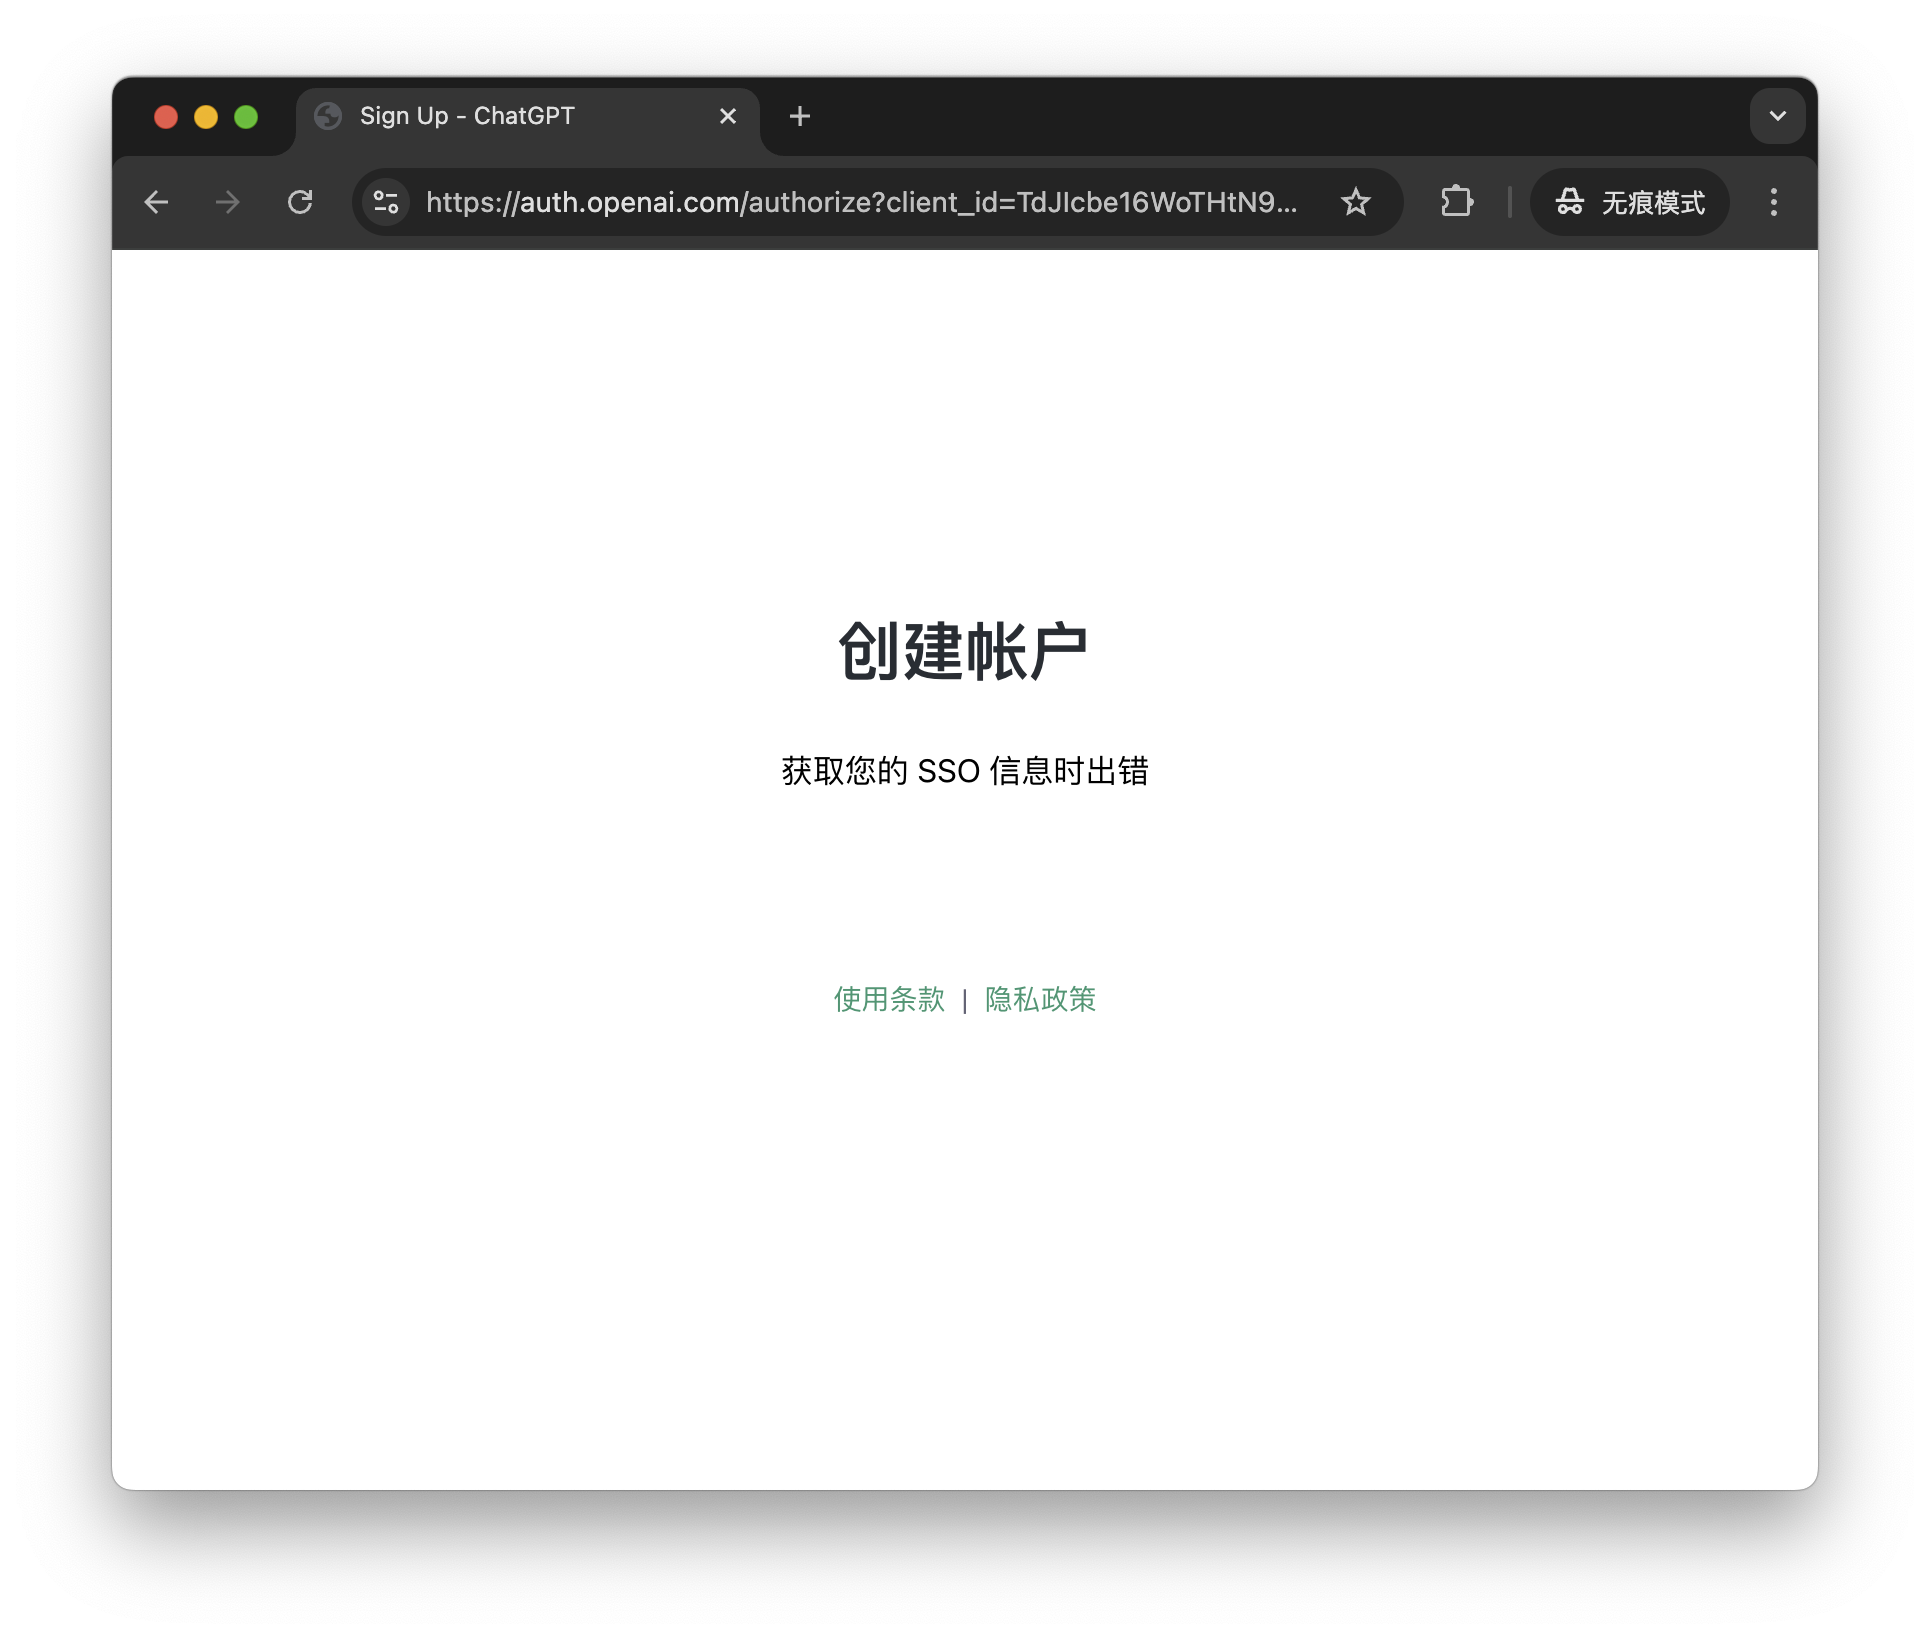 Sign Up - ChatGPT
https://auth.openai.com/authorize?client_id=TdJIcbe16WoTHtN9...
无痕模式
创建帐户
获取您的 SSO 信息时出错
使用条款 | 隐私政策